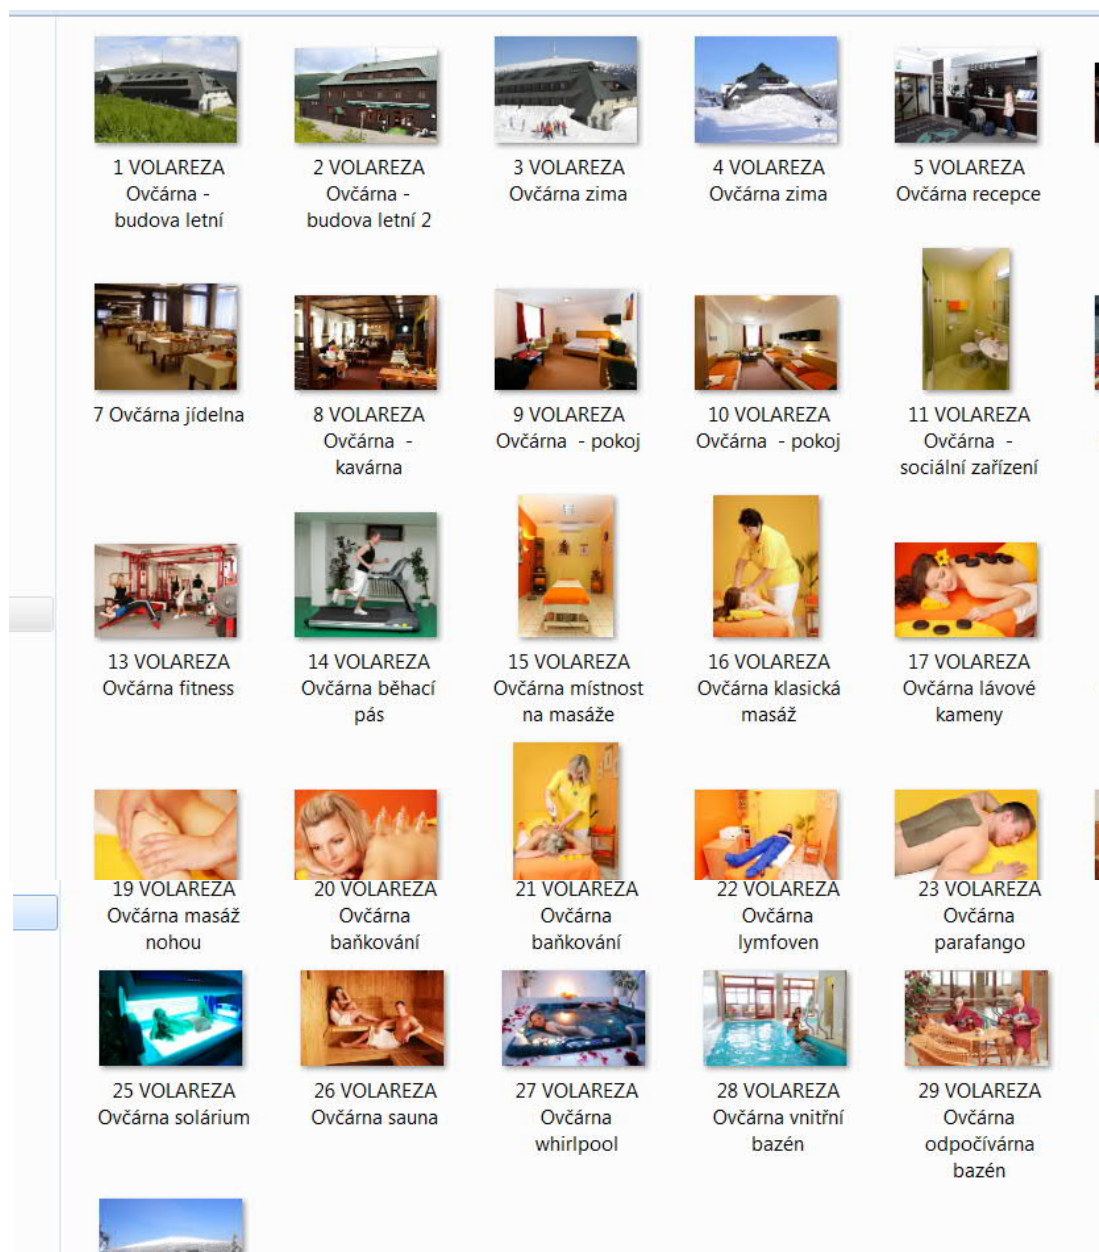 1 VOLAREZA
Ovčárna -
budova letní
2 VOLAREZA
Ovčárna -
budova letní 2
3 VOLAREZA
Ovčárna zima
4 VOLAREZA
Ovčárna zima
5 VOLAREZA
Ovčárna recepce
7 Ovčárna jídelna
8 VOLAREZA
Ovčárna -
kavárna
9 VOLAREZA
Ovčárna - pokoj
10 VOLAREZA
Ovčárna - pokoj
11 VOLAREZA
Ovčárna -
sociální zařízení
13 VOLAREZA
Ovčárna fitness
14 VOLAREZA
Ovčárna běhací
pás
15 VOLAREZA
Ovčárna místnost
na masáže
16 VOLAREZA
Ovčárna klasická
masáž
17 VOLAREZA
Ovčárna lávové
kameny
19 VOLAREZA
Ovčárna masáž
nohou
20 VOLAREZA
Ovčárna
baňkování
21 VOLAREZA
Ovčárna
baňkování
22 VOLAREZA
Ovčárna
lymfoven
23 VOLAREZA
Ovčárna
parafango
25 VOLAREZA
Ovčárna solárium
26 VOLAREZA
Ovčárna sauna
27 VOLAREZA
Ovčárna
whirlpool
28 VOLAREZA
Ovčárna vnitřní
bazén
29 VOLAREZA
Ovčárna
odpočívárna
bazén